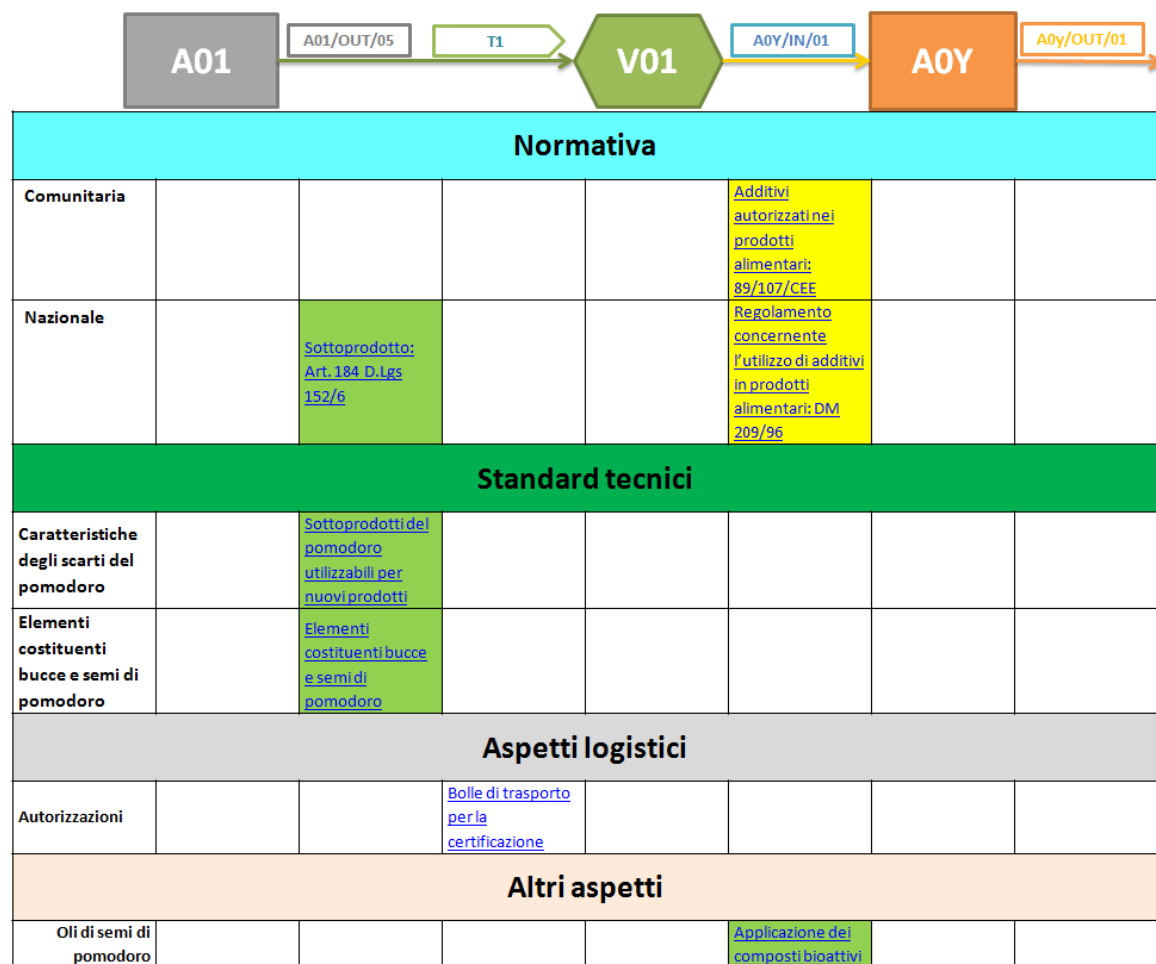 A01
A01/OUT/05
T1
V01
A0Y/IN/01
A0Y
A0y/OUT/01
Normativa
Comunitaria
Additivi
autorizzati nei
prodotti
alimentari:
89/107/CEE
Nazionale
Sottoprodotto:
Art. 184 D.Lgs
152/6
Regolamento
concernente
l'utilizzo di additivi
in prodotti
alimentari: DM
209/96
Standard tecnici
Caratteristiche
degli scarti del
pomodoro
Sottoprodotti del
pomodoro
utilizzabili per
nuovi prodotti
Elementi
costituenti
bucce e semi di
pomodoro
Elementi
costituenti bucce
e semi di
pomodoro
Aspetti logistici
Autorizzazioni
Bolle di trasporto
per la
certificazione
Altri aspetti
Oli di semi di
pomodoro
Applicazione dei
composti bioattivi